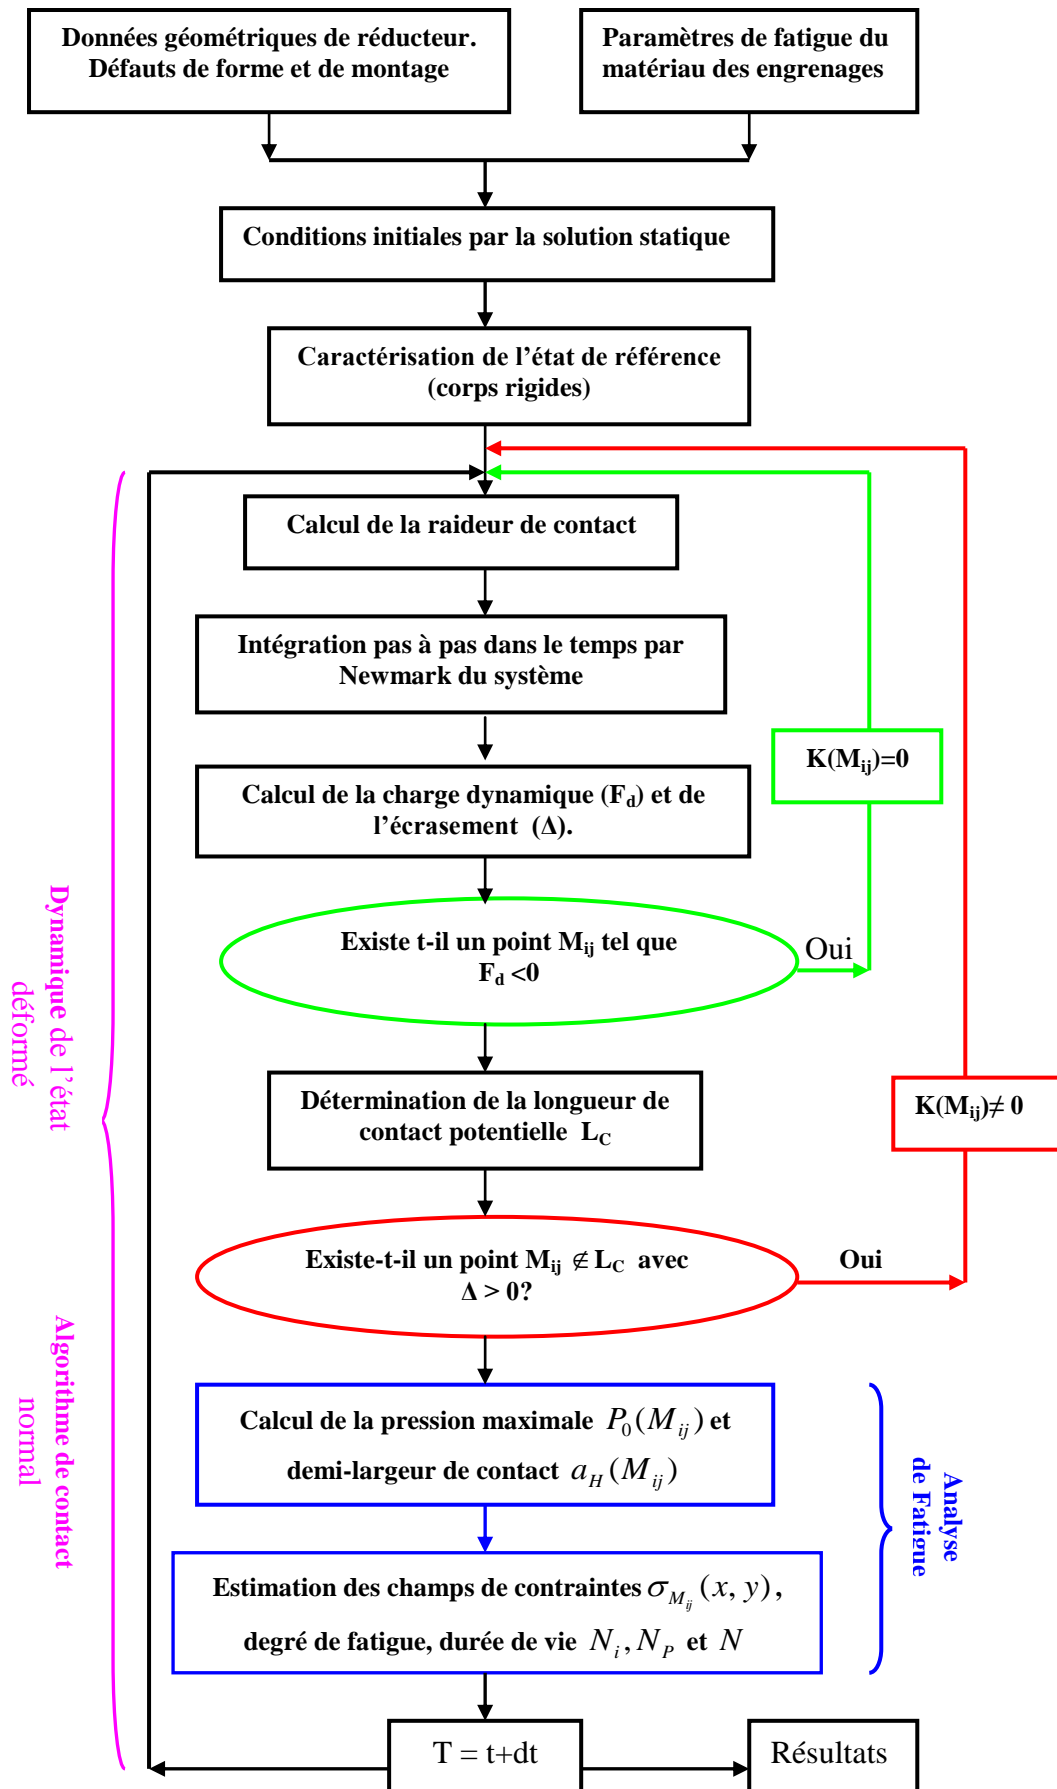 Données géométriques de réducteur.
Défauts de forme et de montage
Paramètres de fatigue du
matériau des engrenages
Conditions initiales par la solution statique
Caractérisation de l'état de référence
(corps rigides)
Calcul de la raideur de contact
Intégration pas à pas dans le temps par
Newmark du système
K(Mij)=0
Calcul de la charge dynamique (Fd) et de
l'écrasement (Δ).
Existe t-il un point Mij tel que
Fd <0
Oui
Dynamique de l'état
déformé
Détermination de la longueur de
contact potentielle LC
K(Mij)≠ 0
Existe-t-il un point Mij ∉ LC avec
Δ > 0?
Oui
Algorithme de contact
normal
Calcul de la pression maximale P0(Mij) et
demi-largeur de contact aH(Mij)
Analyse
de Fatigue
Estimation des champs de contraintes σMij(x, y),
degré de fatigue, durée de vie Ni, NP et N
T = t+dt
Résultats